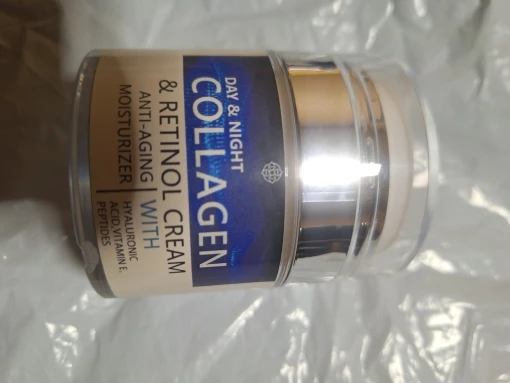 DAY & NIGHT
COLLAGEN
& RETINOL CREAM
ANTI-AGING
MOISTURIZER
WITH
HYALURONIC
ACID,VITAMIN E,
PEPTIDES